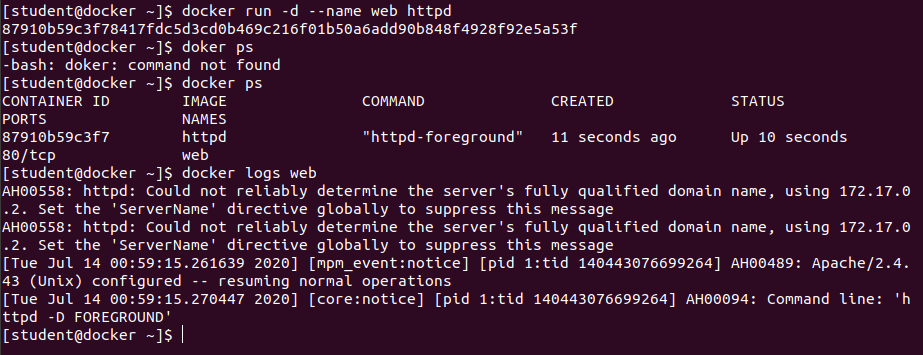 [student@docker ~]$ docker run -d --name web httpd
87910b59c3f78417fdc5d3cd0b469c216f01b50a6add90b848f4928f92e5a53f
[student@docker ~]$ doker ps
-bash: doker: command not found
[student@docker ~]$ docker ps
CONTAINER ID        IMAGE               COMMAND              CREATED             STATUS
PORTS               NAMES
87910b59c3f7        httpd               "httpd-foreground"   11 seconds ago      Up 10 seconds
80/tcp              web
[student@docker ~]$ docker logs web
AH00558: httpd: Could not reliably determine the server's fully qualified domain name, using 172.17.0
.2. Set the 'ServerName' directive globally to suppress this message
AH00558: httpd: Could not reliably determine the server's fully qualified domain name, using 172.17.0
.2. Set the 'ServerName' directive globally to suppress this message
[Tue Jul 14 00:59:15.261639 2020] [mpm_event:notice] [pid 1:tid 140443076699264] AH00489: Apache/2.4.
43 (Unix) configured -- resuming normal operations
[Tue Jul 14 00:59:15.270447 2020] [core:notice] [pid 1:tid 140443076699264] AH00094: Command line: 'h
ttpd -D FOREGROUND'
[student@docker ~]$